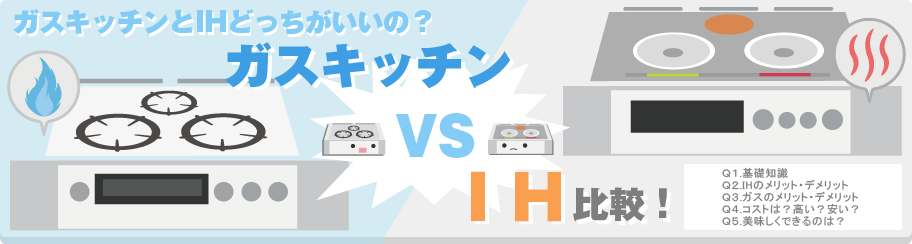 ガスキッチンとIHどっちがいいの？
ガスキッチン
VS
IH比較！
Q1.基礎知識
Q2.IHのメリット・デメリット
Q3.ガスのメリット・デメリット
Q4.コストは？高い？安い？
Q5.美味しくできるのは？